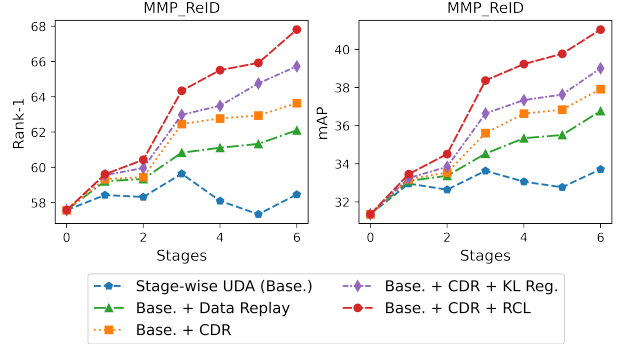 MMP_ReID
MMP_ReID
68
66
64
62
60
58
Rank-1
0
2
4
6
Stages
40
38
36
34
32
mAP
0
2
4
6
Stages
Stage-wise UDA (Base.)
Base. + Data Replay
Base. + CDR
Base. + CDR + KL Reg.
Base. + CDR + RCL